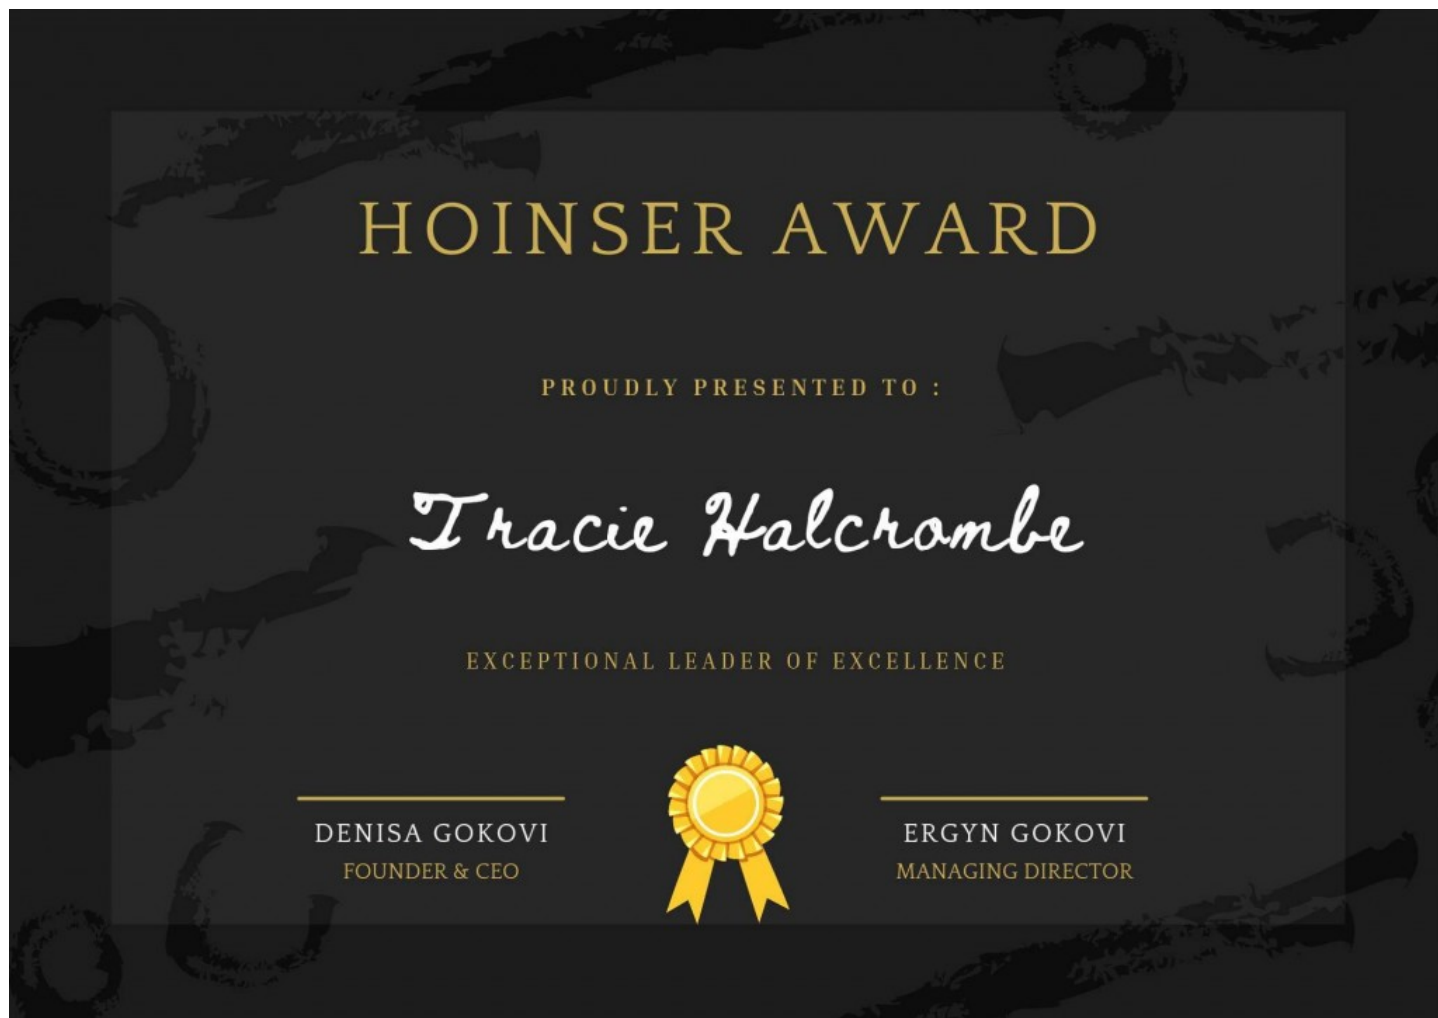 HOINSER AWARD
PROUDLY PRESENTED TO :
Tracie Halcrombe
EXCEPTIONAL LEADER OF EXCELLENCE
DENISA GOKOVI
FOUNDER & CEO
ERGYN GOKOVI
MANAGING DIRECTOR